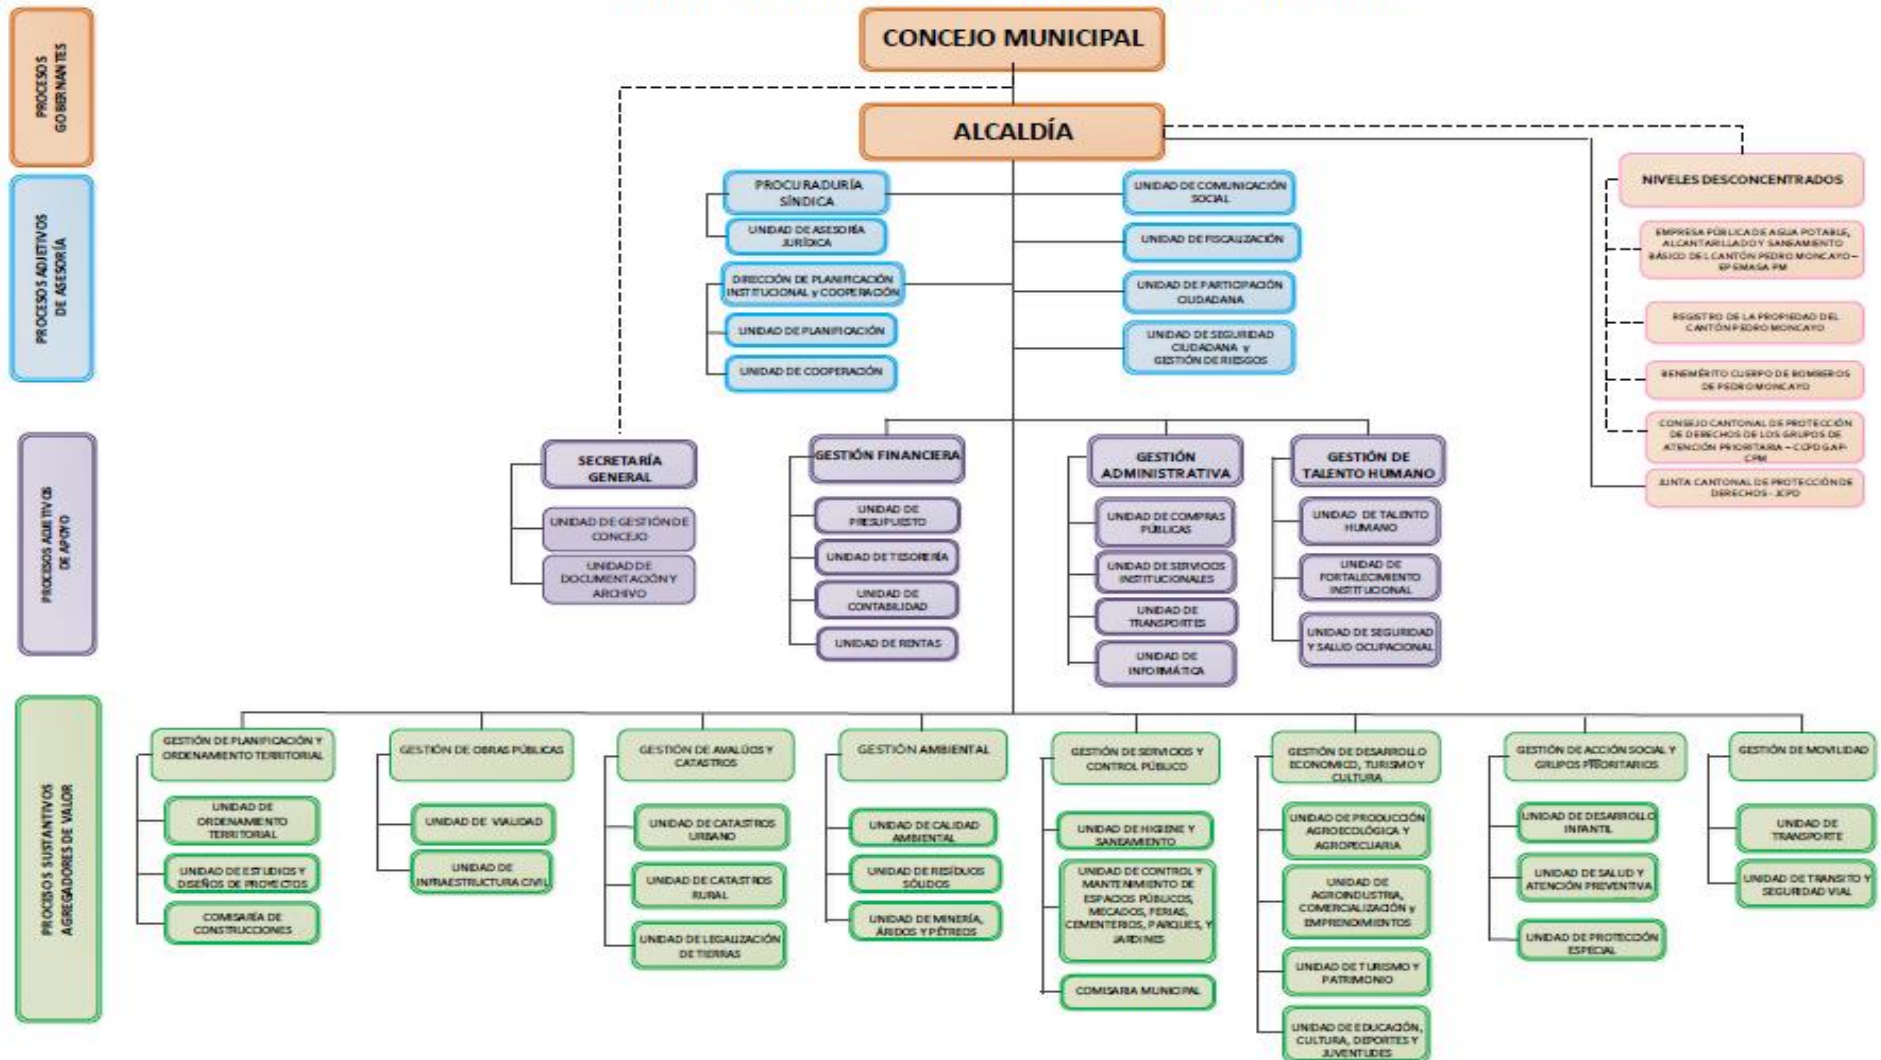 CONCEJO MUNICIPAL
ALCALDÍA
PROCESOS
GOBERNANTES
PROCESOS ADJETIVOS
DE ASESORÍA
PROCURADURÍA
SÍNDICA
UNIDAD DE ASESORÍA
JURÍDICA
DIRECCIÓN DE PLANIFICACIÓN
INSTITUCIONAL y COOPERACIÓN
UNIDAD DE PLANIFICACIÓN
UNIDAD DE COOPERACIÓN
UNIDAD DE COMUNICACIÓN
SOCIAL
UNIDAD DE FISCALIZACIÓN
UNIDAD DE PARTICIPACIÓN
CIUDADANA
UNIDAD DE SEGURIDAD
CIUDADANA y
GESTIÓN DE RIESGOS
NIVELES DESCONCENTRADOS
EMPRESA PÚBLICA DE AGUA POTABLE,
ALCANTARILLADO Y SANEAMIENTO
BÁSICO DEL CANTÓN PEDRO MONCAYO –
EP EMASA PM
REGISTRO DE LA PROPIEDAD DEL
CANTÓN PEDRO MONCAYO
BENEMÉRITO CUERPO DE BOMBEROS
DE PEDRO MONCAYO
CONSEJO CANTONAL DE PROTECCIÓN
DE DERECHOS DE LOS GRUPOS DE
ATENCIÓN PRIORITARIA – CCPD GAP-
CPM
JUNTA CANTONAL DE PROTECCIÓN DE
DERECHOS - JCPD
PROCESOS ADJETIVOS
DE APOYO
SECRETARÍA
GENERAL
UNIDAD DE GESTIÓN DE
CONCEJO
UNIDAD DE
DOCUMENTACIÓN Y
ARCHIVO
GESTIÓN FINANCIERA
UNIDAD DE
PRESUPUESTO
UNIDAD DE TESORERÍA
UNIDAD DE
CONTABILIDAD
UNIDAD DE RENTAS
GESTIÓN
ADMINISTRATIVA
UNIDAD DE COMPRAS
PÚBLICAS
UNIDAD DE SERVICIOS
INSTITUCIONALES
UNIDAD DE
TRANSPORTES
UNIDAD DE
INFORMÁTICA
GESTIÓN DE
TALENTO HUMANO
UNIDAD DE TALENTO
HUMANO
UNIDAD DE
FORTALECIMIENTO
INSTITUCIONAL
UNIDAD DE SEGURIDAD
Y SALUD OCUPACIONAL
PROCESOS SUSTANTIVOS
AGREGADORES DE VALOR
GESTIÓN DE PLANIFICACIÓN Y
ORDENAMIENTO TERRITORIAL
UNIDAD DE
ORDENAMIENTO
TERRITORIAL
UNIDAD DE ESTUDIOS Y
DISEÑOS DE PROYECTOS
COMISARÍA DE
CONSTRUCCIONES
GESTIÓN DE OBRAS PÚBLICAS
UNIDAD DE VIALIDAD
UNIDAD DE
INFRAESTRUCTURA CIVIL
GESTIÓN DE AVALÚOS Y
CATASTROS
UNIDAD DE CATASTROS
URBANO
UNIDAD DE CATASTROS
RURAL
UNIDAD DE LEGALIZACIÓN
DE TIERRAS
GESTIÓN AMBIENTAL
UNIDAD DE CALIDAD
AMBIENTAL
UNIDAD DE RESÍDUOS
SÓLIDOS
UNIDAD DE MINERÍA,
ÁRIDOS Y PÉTREOS
GESTIÓN DE SERVICIOS Y
CONTROL PÚBLICO
UNIDAD DE HIGIENE Y
SANEAMIENTO
UNIDAD DE CONTROL Y
MANTENIMIENTO DE
ESPACIOS PÚBLICOS,
MECADOS, FERIAS,
CEMENTERIOS, PARQUES, Y
JARDINES
COMISARIA MUNICIPAL
GESTIÓN DE DESARROLLO
ECONOMICO, TURISMO Y
CULTURA
UNIDAD DE PRODUCCIÓN
AGROECOLÓGICA Y
AGROPECUARIA
UNIDAD DE
AGROINDUSTRIA,
COMERCIALIZACIÓN y
EMPRENDIMIENTOS
UNIDAD DE TURISMO Y
PATRIMONIO
UNIDAD DE EDUCACIÓN,
CULTURA, DEPORTES Y
JUVENTUDES
GESTIÓN DE ACCIÓN SOCIAL Y
GRUPOS PRIORITARIOS
UNIDAD DE DESARROLLO
INFANTIL
UNIDAD DE SALUD Y
ATENCIÓN PREVENTIVA
UNIDAD DE PROTECCIÓN
ESPECIAL
GESTIÓN DE MOVILIDAD
UNIDAD DE
TRANSPORTE
UNIDAD DE TRANSITO Y
SEGURIDAD VIAL